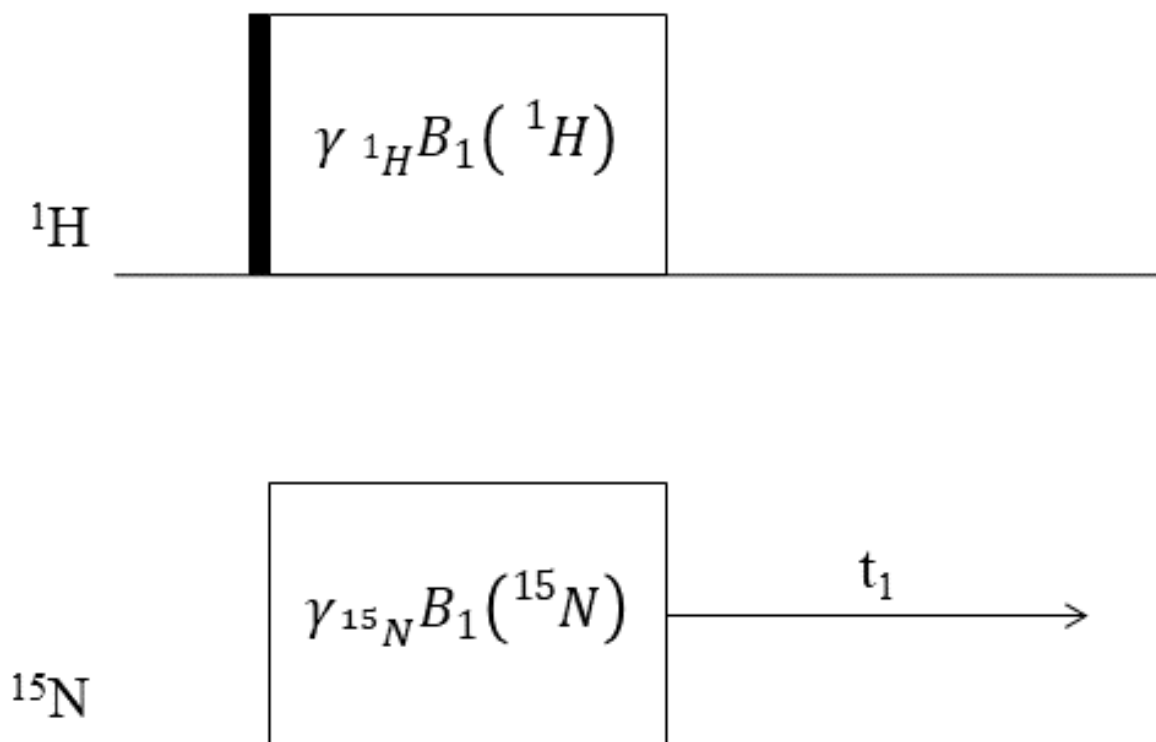 γ ₁H B₁( ¹H)
¹H
γ ₁₅N B₁(¹⁵N)
t₁
¹⁵N